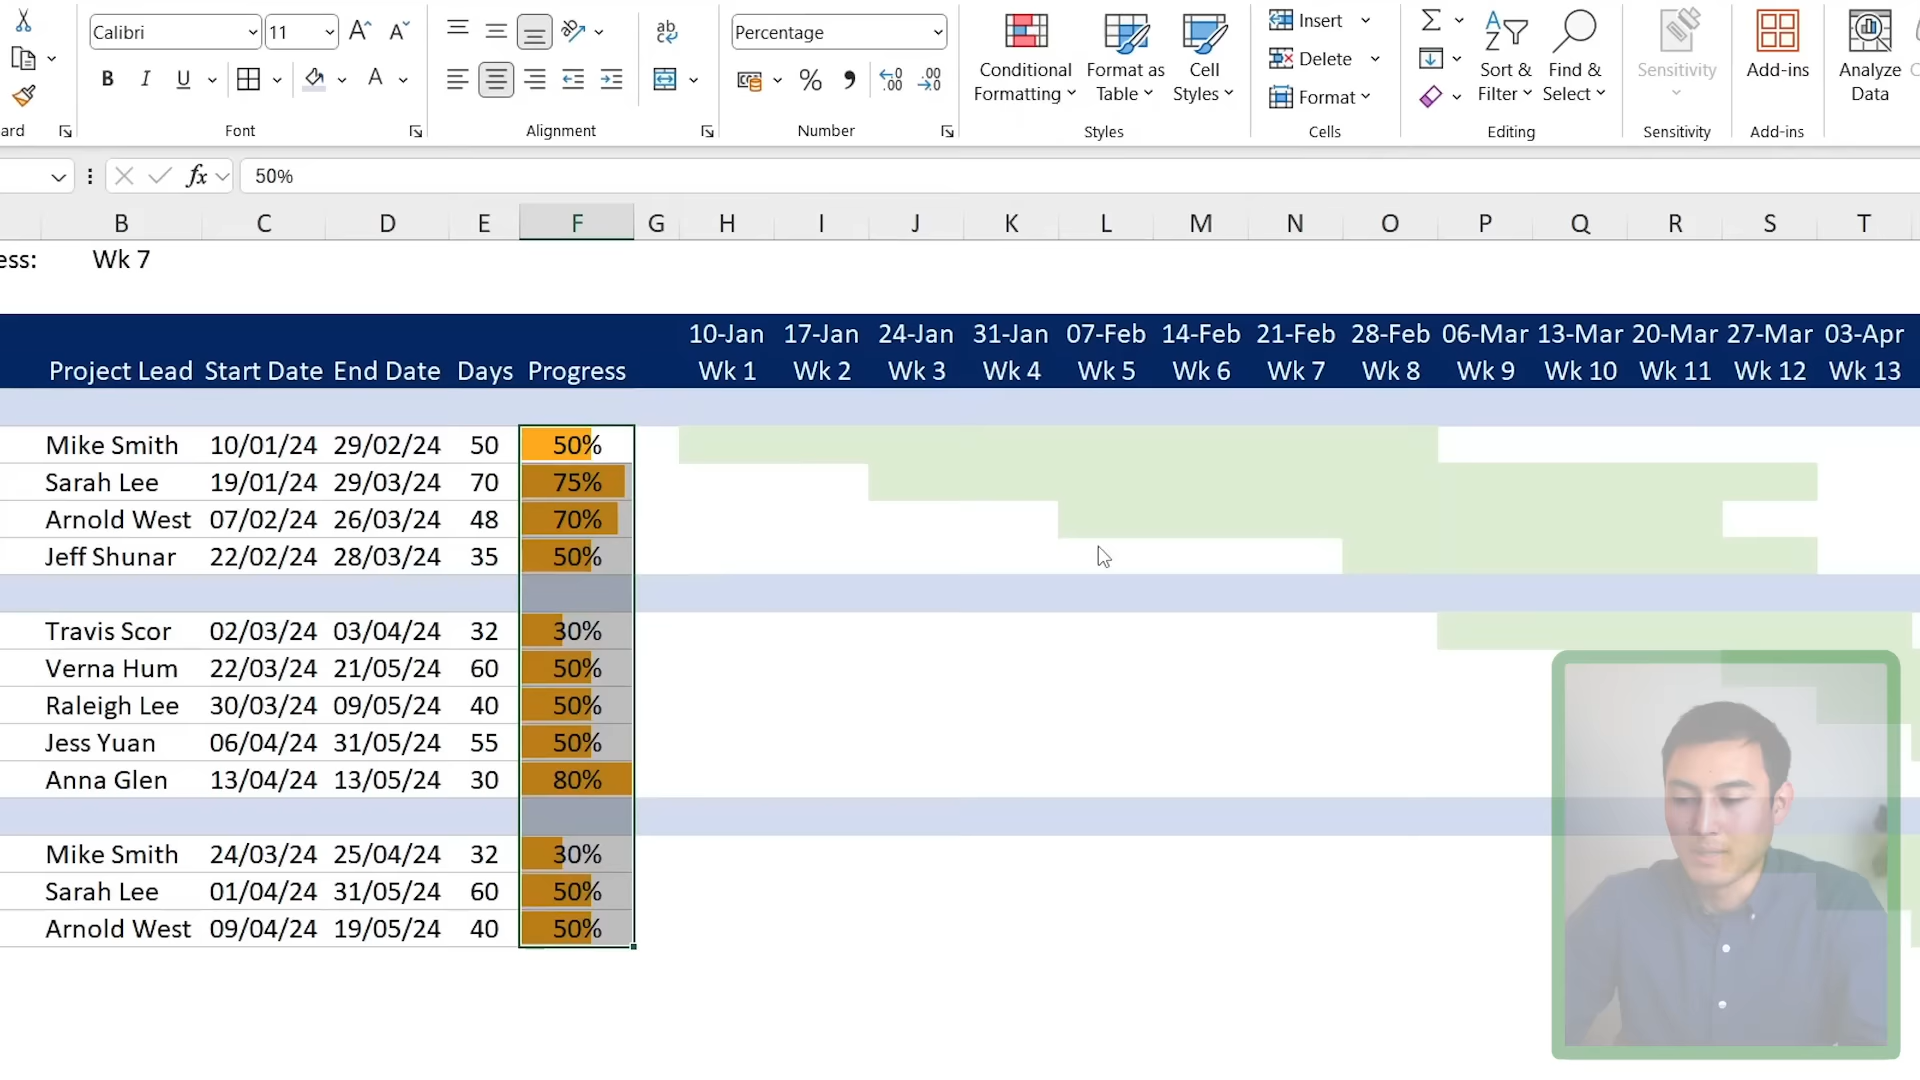 Calibri 11 Percentage
Insert
Delete
Format
Conditional Formatting
Format as Table
Cell Styles
Sort & Filter
Find & Select
Sensitivity
Add-ins
Analyze Data
B I U A ab % .00
ard Font Alignment Number Styles Cells Editing Sensitivity Add-ins
fx 50%
B C D E F G H I J K L M N O P Q R S T
ess: Wk 7
10-Jan 17-Jan 24-Jan 31-Jan 07-Feb 14-Feb 21-Feb 28-Feb 06-Mar 13-Mar 20-Mar 27-Mar 03-Apr
Project Lead Start Date End Date Days Progress Wk 1 Wk 2 Wk 3 Wk 4 Wk 5 Wk 6 Wk 7 Wk 8 Wk 9 Wk 10 Wk 11 Wk 12 Wk 13
Mike Smith 10/01/24 29/02/24 50 50%
Sarah Lee 19/01/24 29/03/24 70 75%
Arnold West 07/02/24 26/03/24 48 70%
Jeff Shunar 22/02/24 28/03/24 35 50%
Travis Scor 02/03/24 03/04/24 32 30%
Verna Hum 22/03/24 21/05/24 60 50%
Raleigh Lee 30/03/24 09/05/24 40 50%
Jess Yuan 06/04/24 31/05/24 55 50%
Anna Glen 13/04/24 13/05/24 30 80%
Mike Smith 24/03/24 25/04/24 32 30%
Sarah Lee 01/04/24 31/05/24 60 50%
Arnold West 09/04/24 19/05/24 40 50%